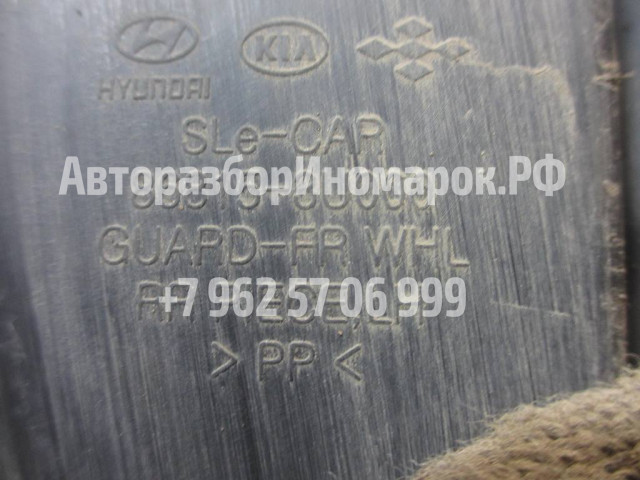 HYUNDAI KIA
SLe-CAR
АвторазборИномарок.РФ
GUARD-FR WHL
+7 962 57 06 999
> PP <